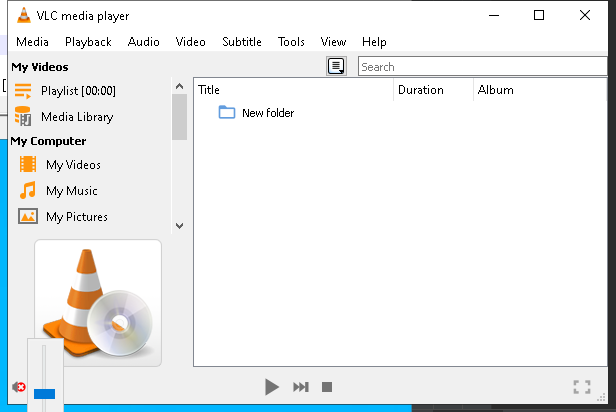 VLC media player
Media Playback Audio Video Subtitle Tools View Help
My Videos
Search
Playlist [00:00]
Media Library
My Computer
My Videos
My Music
My Pictures
Title Duration Album
New folder